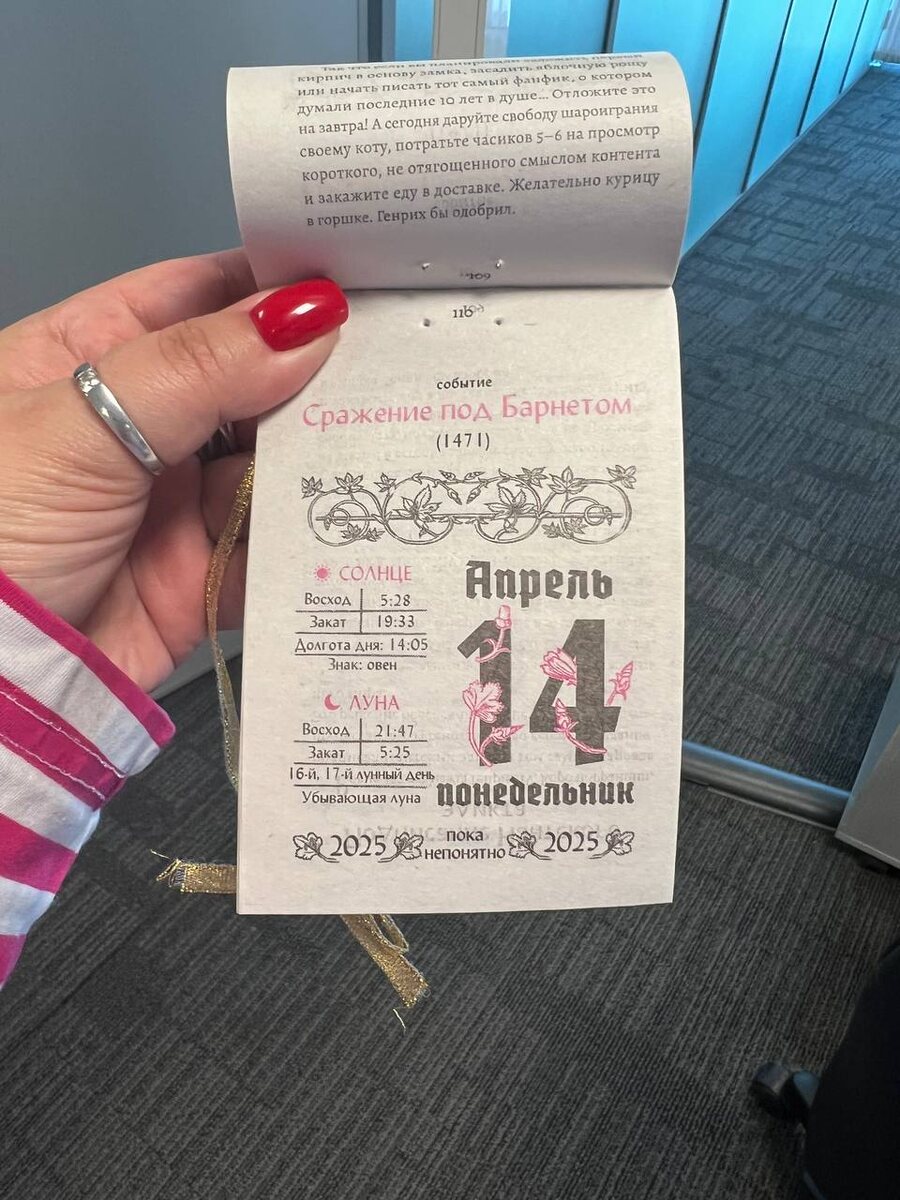 кирпич в основу замка, засадить яблочную рощу
или начать писать тот самый фанфик, о котором
думали последние 10 лет в душе... Отложите это
на завтра! А сегодня даруйте свободу шароиграния
своему коту, потратьте часиков 5–6 на просмотр
короткого, не отягощенного смыслом контента
и закажите еду в доставке. Желательно курицу
в горшке. Генрих бы одобрил.
событие
Сражение под Барнетом
(1471)
СОЛНЦЕ
Восход 5:28
Закат 19:33
Долгота дня: 14:05
Знак: овен
ЛУНА
Восход 21:47
Закат 5:25
16-й, 17-й лунный день
Убывающая луна
Апрель
14
понедельник
2025 пока непонятно 2025